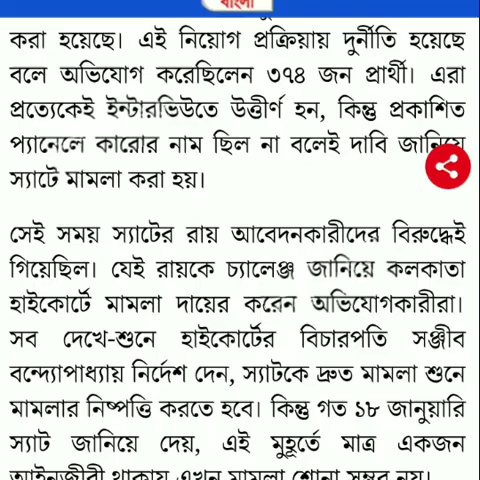 বাংলা
করা হয়েছে। এই নিয়োগ প্রক্রিয়ায় দুর্নীতি হয়েছে
বলে অভিযোগ করেছিলেন ৩৭৪ জন প্রার্থী। এরা
প্রত্যেকেই ইন্টারভিউতে উত্তীর্ণ হন, কিন্তু প্রকাশিত
প্যানেলে কারোর নাম ছিল না বলেই দাবি জানিয়ে
স্যাটে মামলা করা হয়।
সেই সময় স্যাটের রায় আবেদনকারীদের বিরুদ্ধেই
গিয়েছিল। যেই রায়কে চ্যালেঞ্জ জানিয়ে কলকাতা
হাইকোর্টে মামলা দায়ের করেন অভিযোগকারীরা।
সব দেখে-শুনে হাইকোর্টের বিচারপতি সঞ্জীব
বন্দ্যোপাধ্যায় নির্দেশ দেন, স্যাটকে দ্রুত মামলা শুনে
মামলার নিষ্পত্তি করতে হবে। কিন্তু গত ১৮ জানুয়ারি
স্যাট জানিয়ে দেয়, এই মুহূর্তে মাত্র একজন
আইনজীবী থাকায় এখন মামলা শোনা সম্ভব নয়।